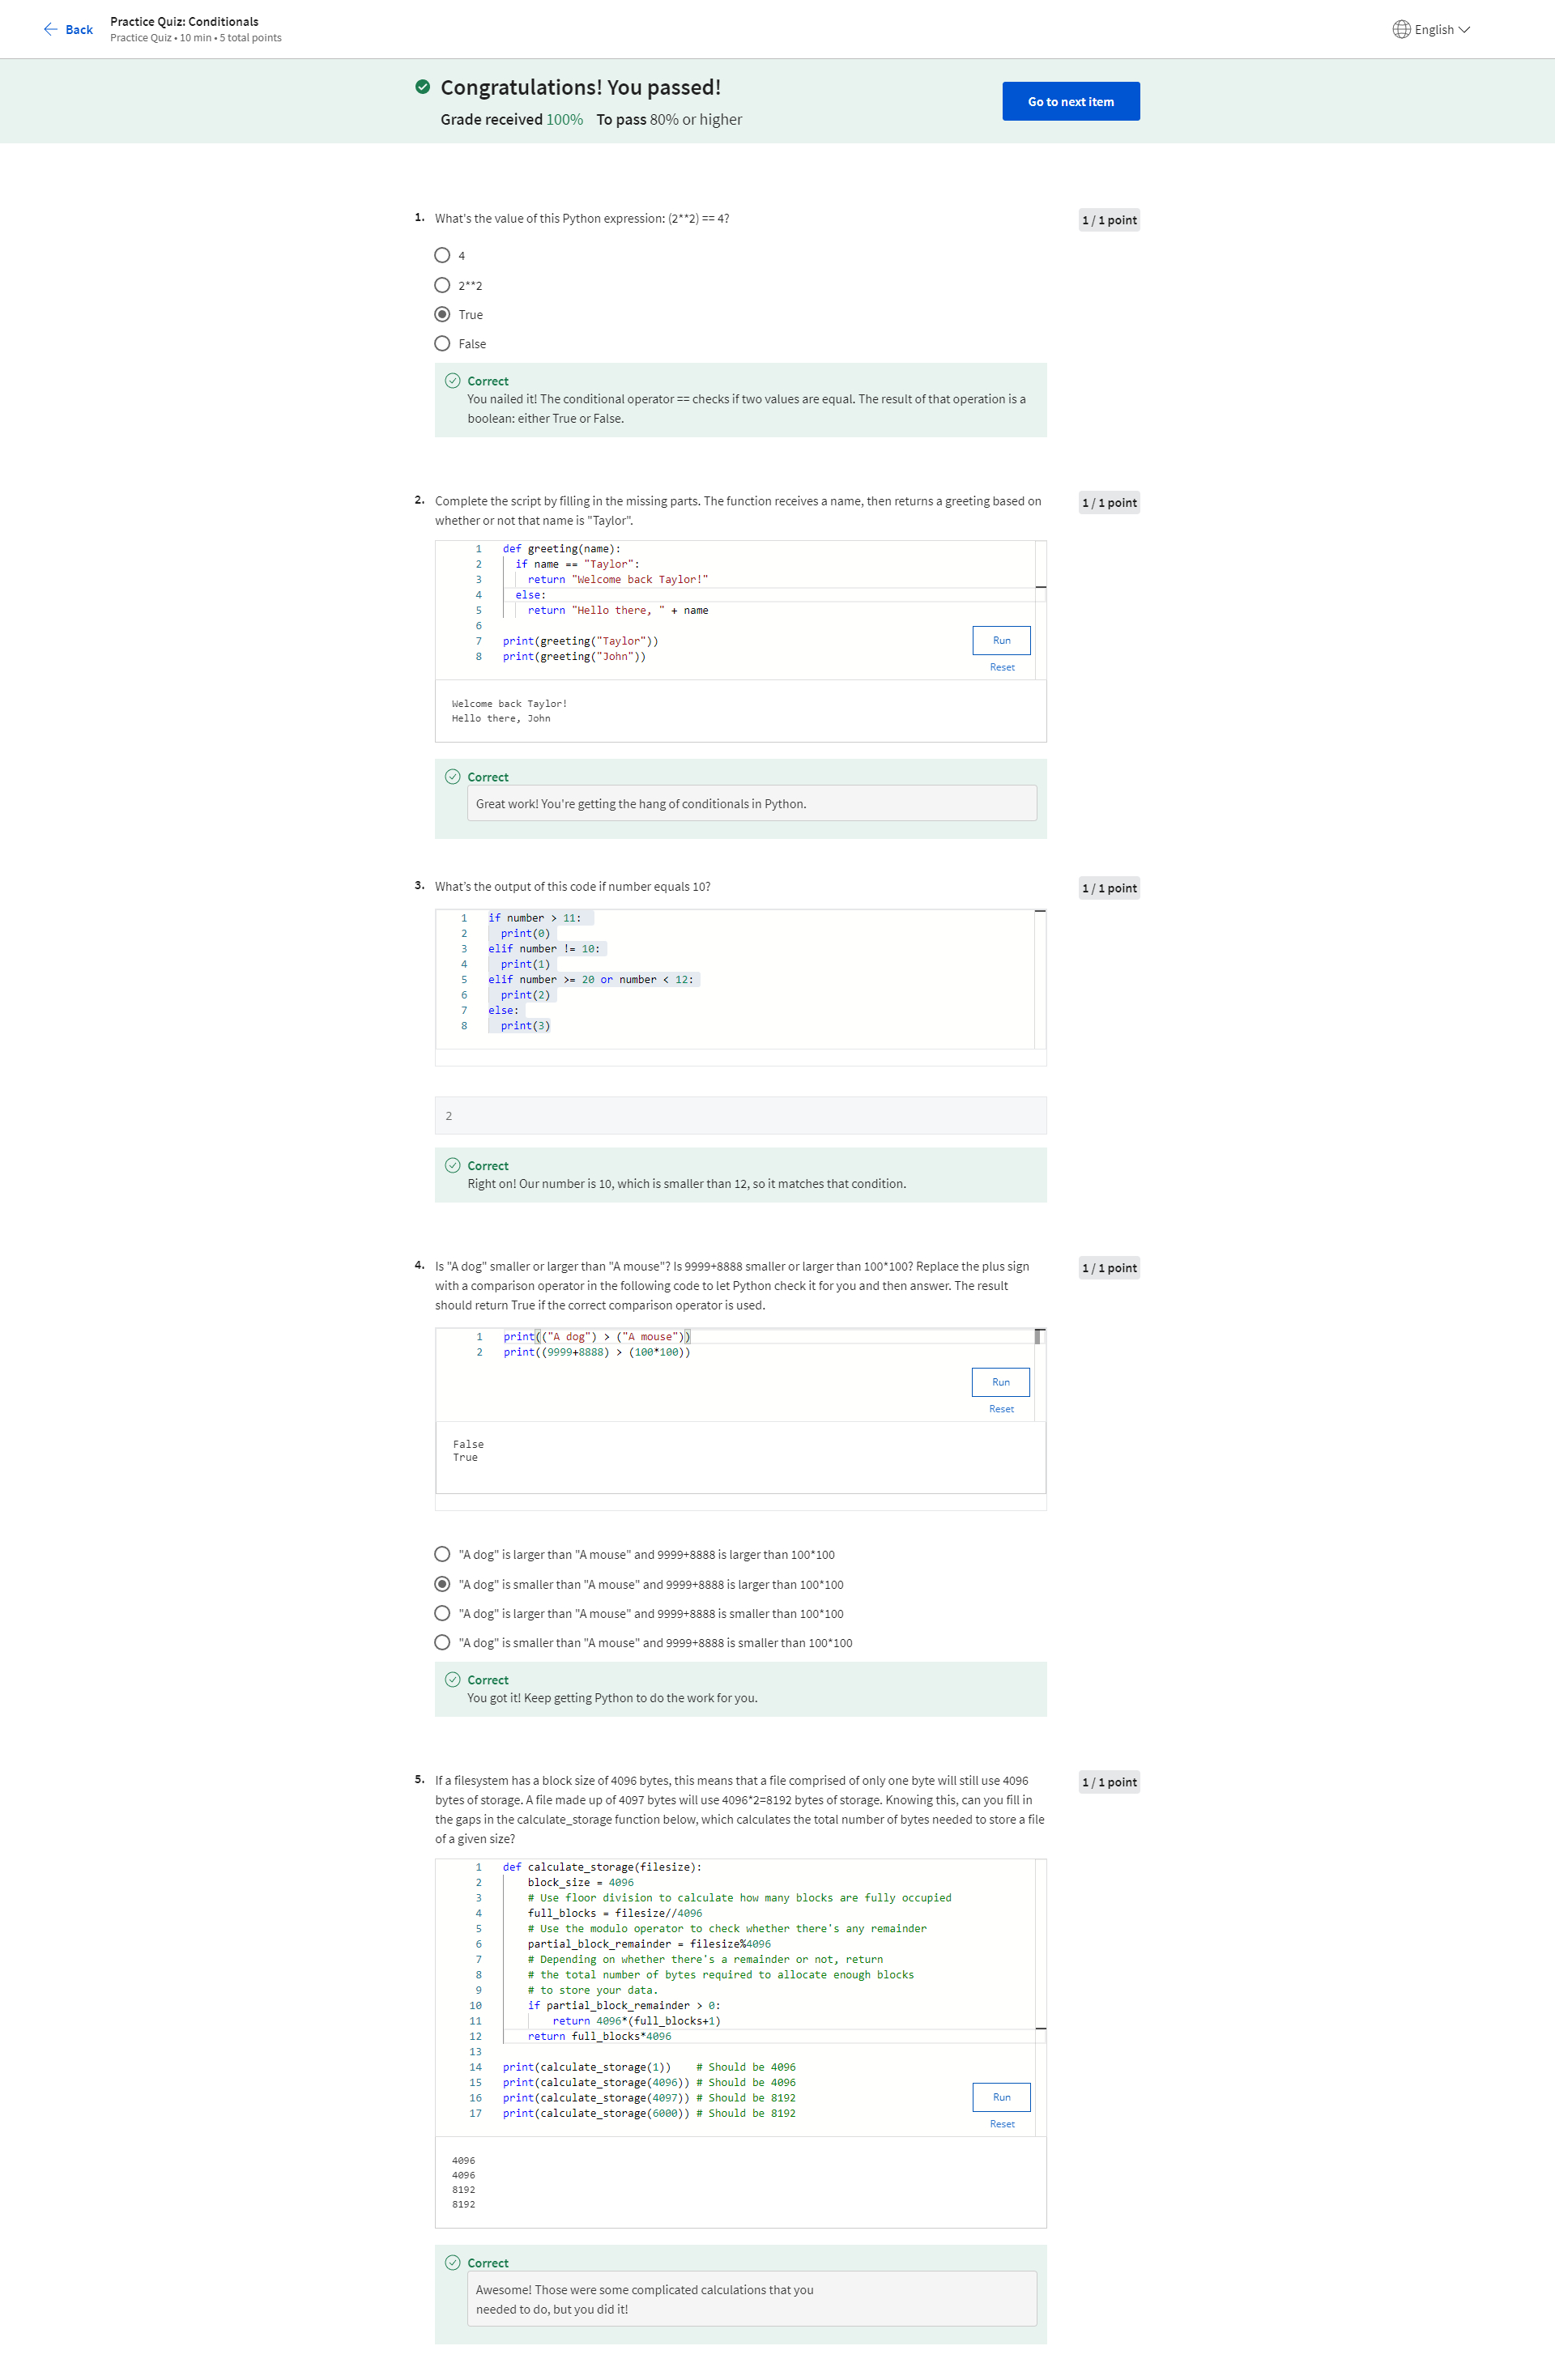 Back
Practice Quiz: Conditionals
Practice Quiz • 10 min • 5 total points
English
Congratulations! You passed!
Grade received 100% To pass 80% or higher
Go to next item
1. What's the value of this Python expression: (2**2) == 4?
1 / 1 point
4
2**2
True
False
Correct
You nailed it! The conditional operator == checks if two values are equal. The result of that operation is a
boolean: either True or False.
2. Complete the script by filling in the missing parts. The function receives a name, then returns a greeting based on
whether or not that name is "Taylor".
1 / 1 point
1 def greeting(name):
2   if name == "Taylor":
3     return "Welcome back Taylor!"
4   else:
5     return "Hello there, " + name
6
7 print(greeting("Taylor"))
8 print(greeting("John"))
Run
Reset
Welcome back Taylor!
Hello there, John
Correct
Great work! You're getting the hang of conditionals in Python.
3. What’s the output of this code if number equals 10?
1 / 1 point
1 if number > 11:
2   print(0)
3 elif number != 10:
4   print(1)
5 elif number >= 20 or number < 12:
6   print(2)
7 else:
8   print(3)
2
Correct
Right on! Our number is 10, which is smaller than 12, so it matches that condition.
4. Is "A dog" smaller or larger than "A mouse"? Is 9999+8888 smaller or larger than 100*100? Replace the plus sign
with a comparison operator in the following code to let Python check it for you and then answer. The result
should return True if the correct comparison operator is used.
1 / 1 point
1 print(("A dog") > ("A mouse"))
2 print((9999+8888) > (100*100))
Run
Reset
False
True
"A dog" is larger than "A mouse" and 9999+8888 is larger than 100*100
"A dog" is smaller than "A mouse" and 9999+8888 is larger than 100*100
"A dog" is larger than "A mouse" and 9999+8888 is smaller than 100*100
"A dog" is smaller than "A mouse" and 9999+8888 is smaller than 100*100
Correct
You got it! Keep getting Python to do the work for you.
5. If a filesystem has a block size of 4096 bytes, this means that a file comprised of only one byte will still use 4096
bytes of storage. A file made up of 4097 bytes will use 4096*2=8192 bytes of storage. Knowing this, can you fill in
the gaps in the calculate_storage function below, which calculates the total number of bytes needed to store a file
of a given size?
1 / 1 point
1 def calculate_storage(filesize):
2     block_size = 4096
3     # Use floor division to calculate how many blocks are fully occupied
4     full_blocks = filesize//4096
5     # Use the modulo operator to check whether there's any remainder
6     partial_block_remainder = filesize%4096
7     # Depending on whether there's a remainder or not, return
8     # the total number of bytes required to allocate enough blocks
9     # to store your data.
10     if partial_block_remainder > 0:
11         return 4096*(full_blocks+1)
12     return full_blocks*4096
13
14 print(calculate_storage(1))    # Should be 4096
15 print(calculate_storage(4096)) # Should be 4096
16 print(calculate_storage(4097)) # Should be 8192
17 print(calculate_storage(6000)) # Should be 8192
Run
Reset
4096
4096
8192
8192
Correct
Awesome! Those were some complicated calculations that you
needed to do, but you did it!